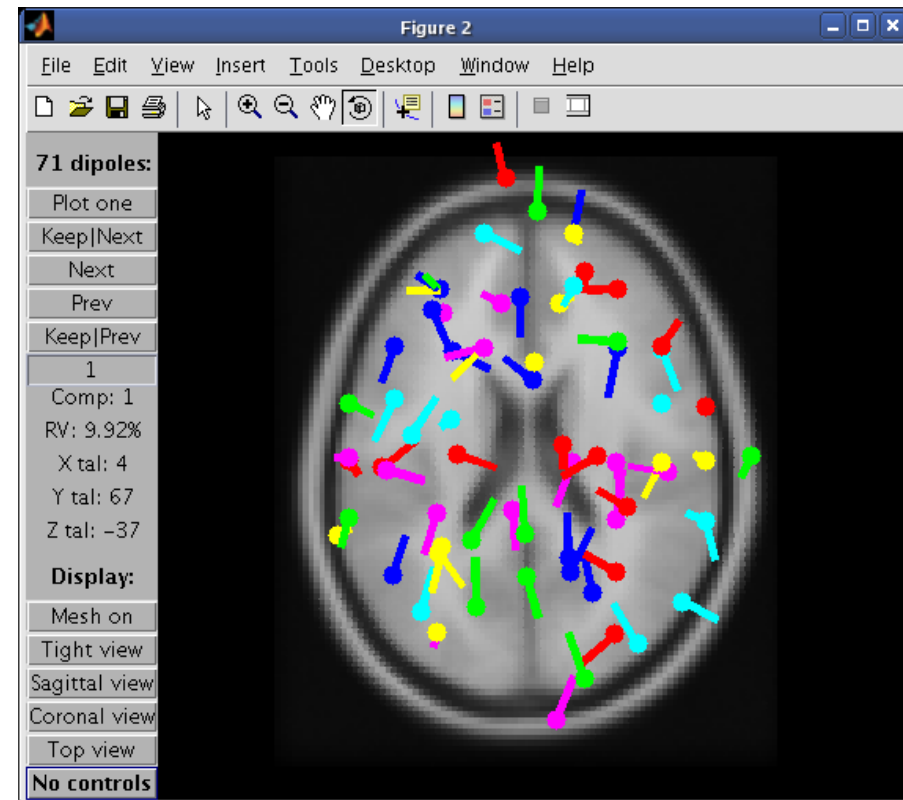 Figure 2
File Edit View Insert Tools Desktop Window Help
71 dipoles:
Plot one
Keep|Next
Next
Prev
Keep|Prev
1
Comp: 1
RV: 9.92%
X tal: 4
Y tal: 67
Z tal: −37
Display:
Mesh on
Tight view
Sagittal view
Coronal view
Top view
No controls